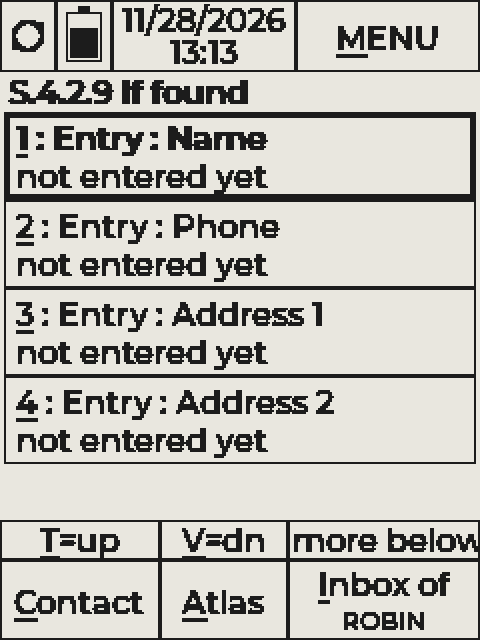 11/28/2026
13:13
MENU
S.4.2.9 If found
1 : Entry : Name
not entered yet
2 : Entry : Phone
not entered yet
3 : Entry : Address 1
not entered yet
4 : Entry : Address 2
not entered yet
T=up V=dn more below
Contact Atlas Inbox of
ROBIN